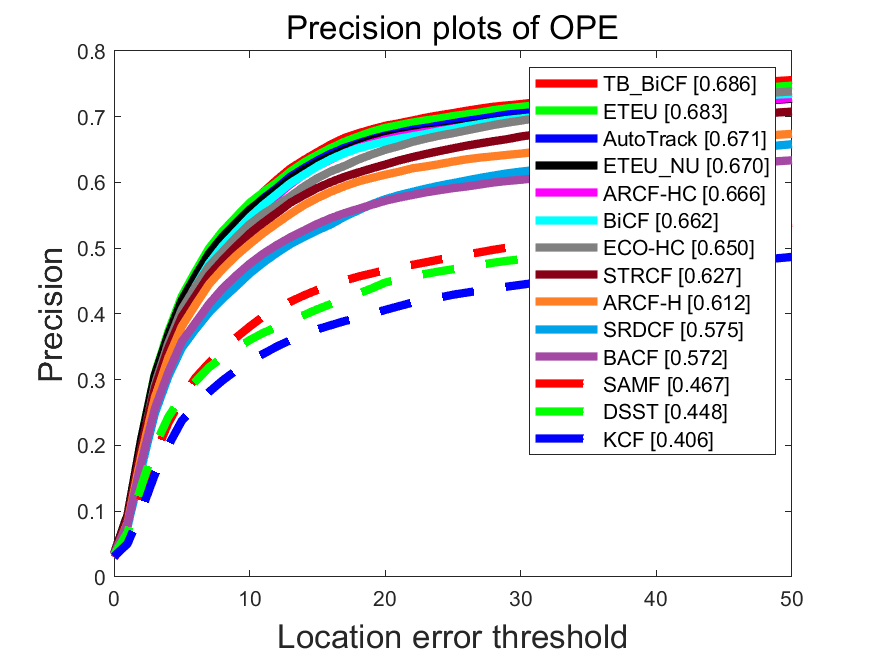 Precision plots of OPE
Precision
0.8
0.7
0.6
0.5
0.4
0.3
0.2
0.1
0
TB_BiCF [0.686]
ETEU [0.683]
AutoTrack [0.671]
ETEU_NU [0.670]
ARCF-HC [0.666]
BiCF [0.662]
ECO-HC [0.650]
STRCF [0.627]
ARCF-H [0.612]
SRDCF [0.575]
BACF [0.572]
SAMF [0.467]
DSST [0.448]
KCF [0.406]
0 10 20 30 40 50
Location error threshold